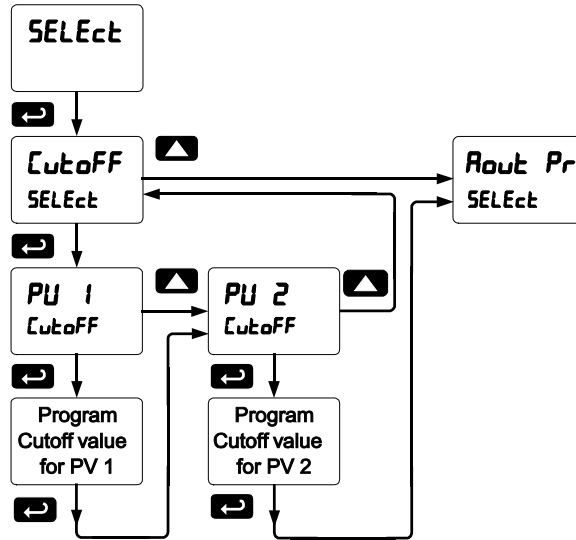 SELEct
CutoFF
SELEct
Aout Pr
SELEct
PV 1
CutoFF
PV 2
CutoFF
Program
Cutoff value
for PV 1
Program
Cutoff value
for PV 2